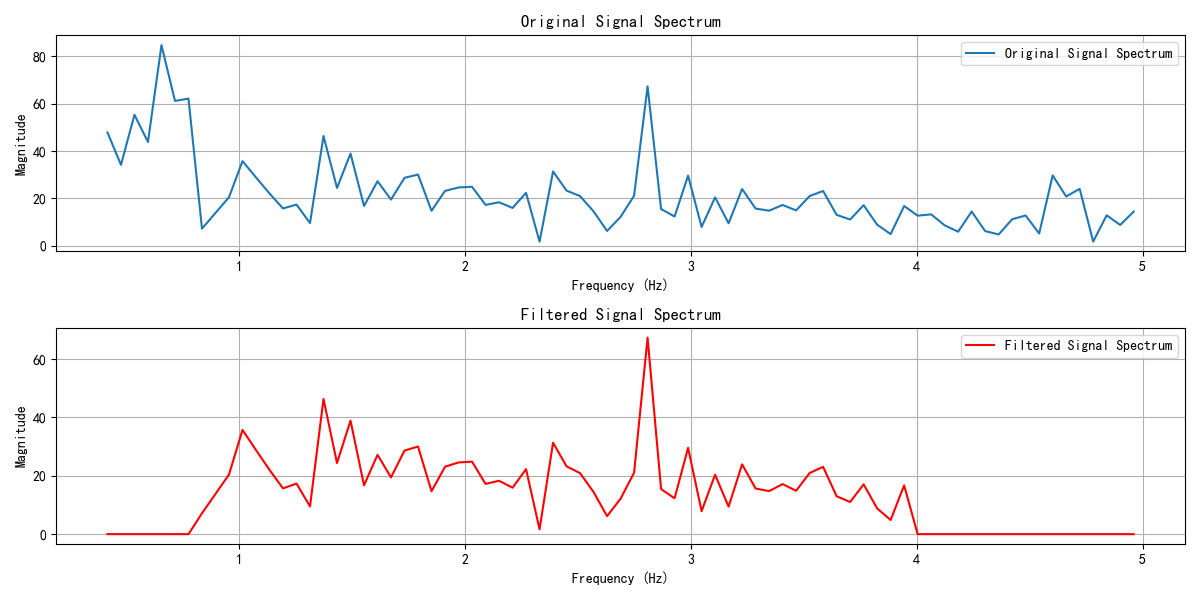 Original Signal Spectrum
Original Signal Spectrum
Magnitude
80
60
40
20
0
1 2 3 4 5
Frequency (Hz)
Filtered Signal Spectrum
Filtered Signal Spectrum
Magnitude
60
40
20
0
1 2 3 4 5
Frequency (Hz)